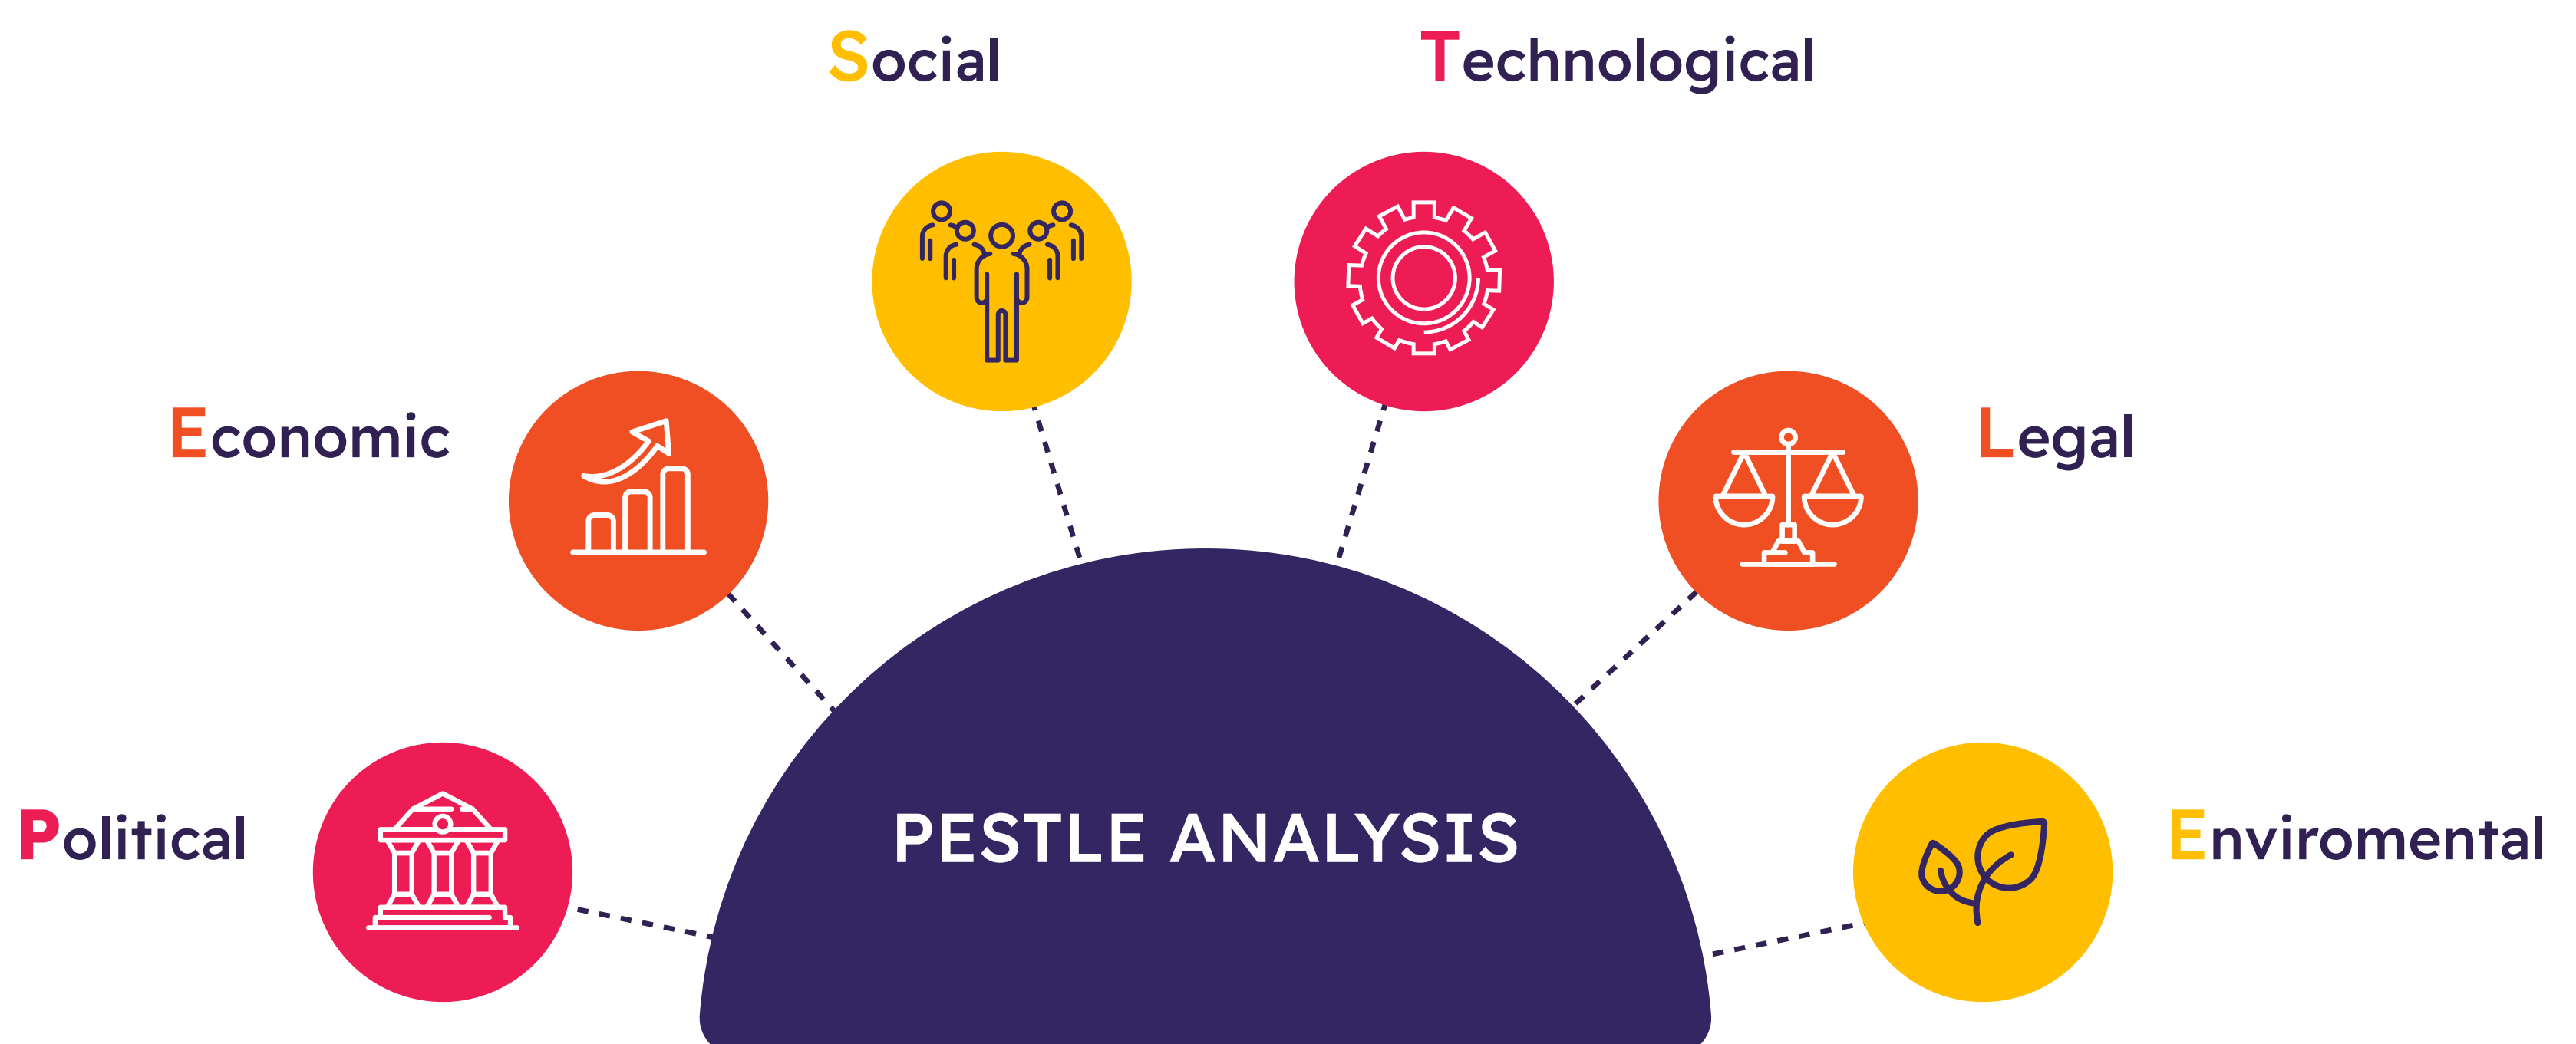 Social
Technological
Economic
Legal
Political
PESTLE ANALYSIS
Enviromental